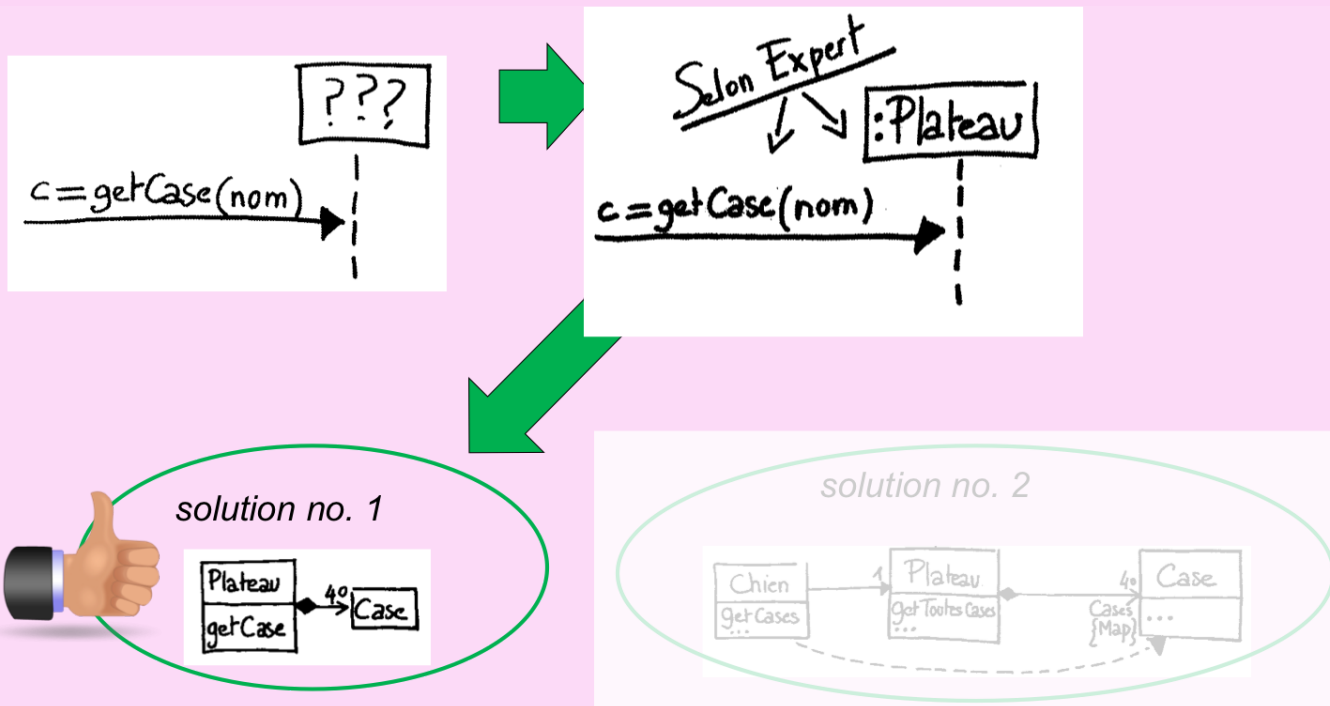 ???
c=getCase(nom)
Selon Expert
:Plateau
c=getCase(nom)
solution no. 1
Plateau
getCase
40
Case
solution no. 2
Chien
getCases
...
1
Plateau
getToutesCases
...
40
Cases
{Map}
Case
...